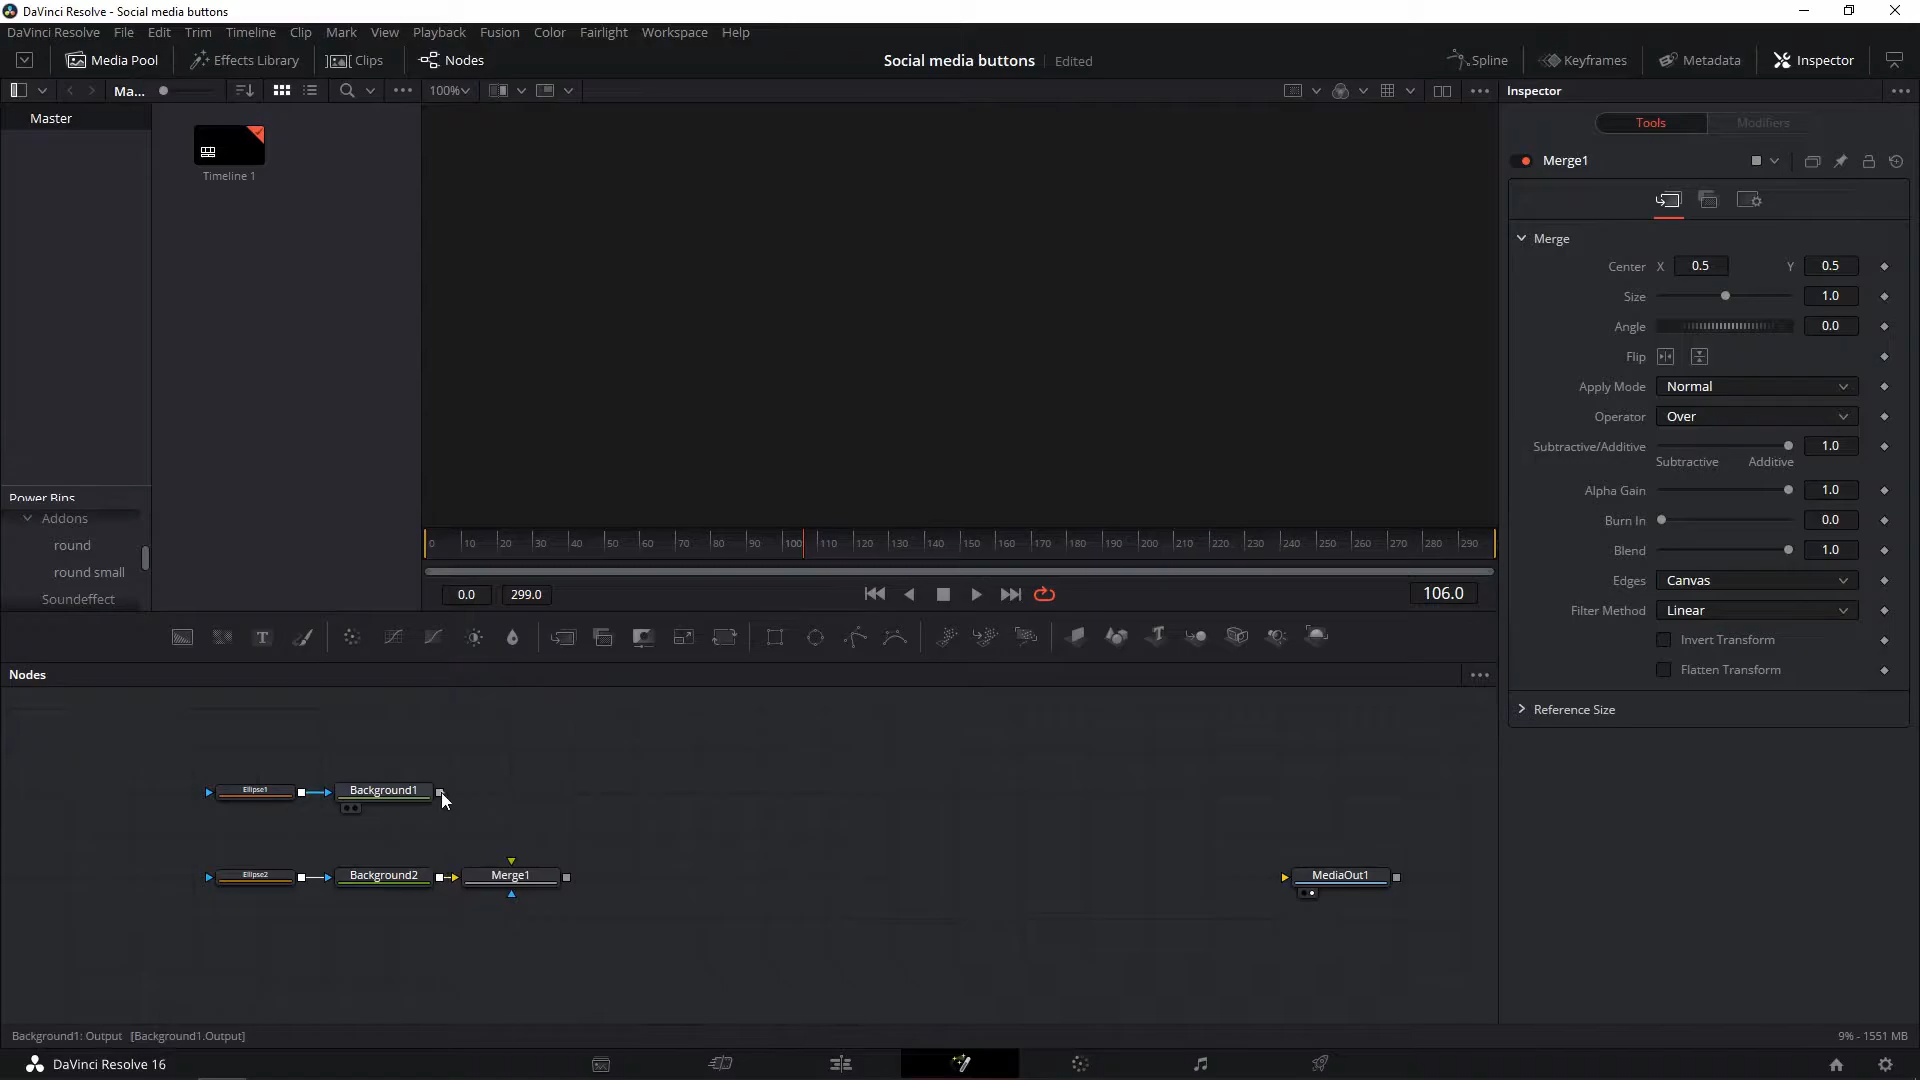 DaVinci Resolve - Social media buttons
DaVinci Resolve File Edit Trim Timeline Clip Mark View Playback Fusion Color Fairlight Workspace Help
Media Pool Effects Library Clips Nodes Social media buttons Edited Spline Keyframes Metadata Inspector
Ma... 100% Inspector
Master
Timeline 1
Tools Modifiers
Merge1
Merge
Center X 0.5 Y 0.5
Size 1.0
Angle 0.0
Flip
Apply Mode Normal
Operator Over
Subtractive/Additive 1.0
Subtractive Additive
Alpha Gain 1.0
Burn In 0.0
Blend 1.0
Edges Canvas
Filter Method Linear
Invert Transform
Flatten Transform
Reference Size
Power Bins
Addons
round
round small
Soundeffect
0 10 20 30 40 50 60 70 80 90 100 110 120 130 140 150 160 170 180 190 200 210 220 230 240 250 260 270 280 290
0.0 299.0 106.0
T
Nodes
Ellipse1 Background1
Ellipse2 Background2 Merge1 MediaOut1
Background1: Output [Background1.Output] 9% - 1551 MB
DaVinci Resolve 16